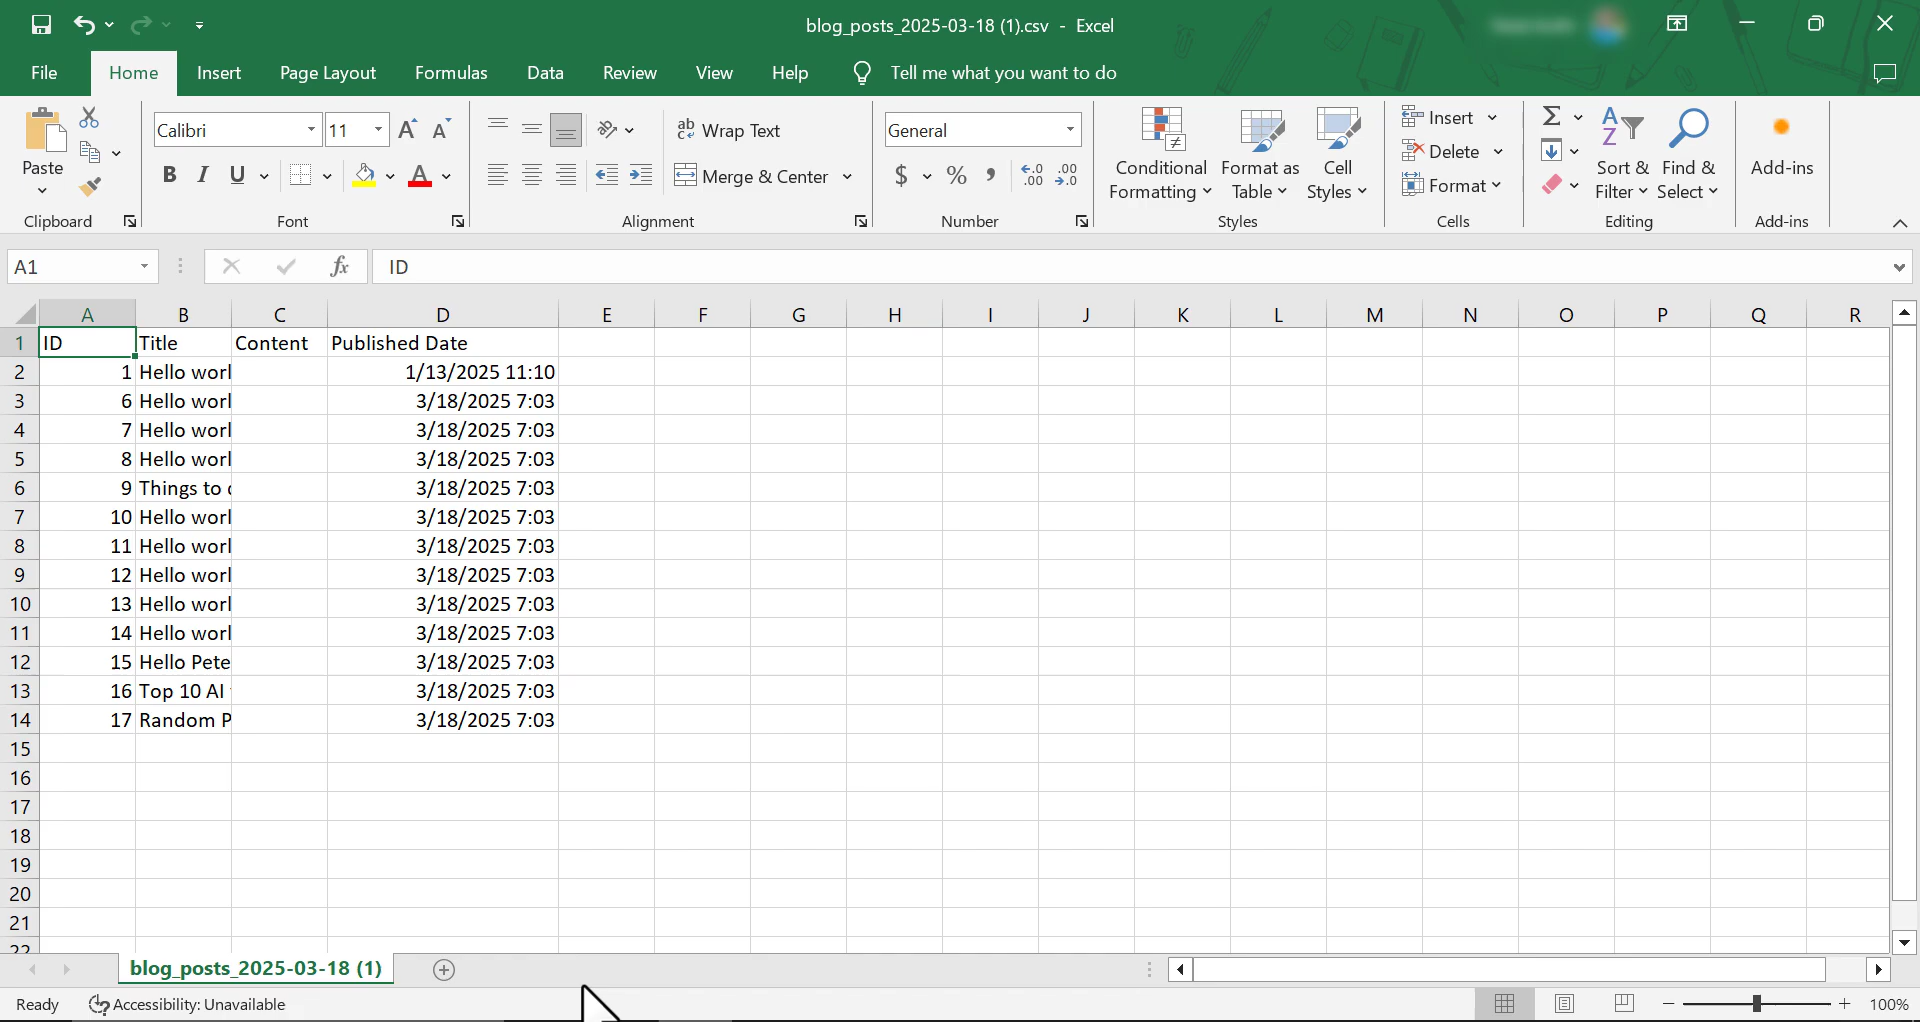 blog_posts_2025-03-18 (1).csv - Excel
File Home Insert Page Layout Formulas Data Review View Help Tell me what you want to do
Paste
Clipboard
Calibri 11 A A
B I U A
Font
ab Wrap Text
Merge & Center
Alignment
General
$ % , .00 .00
Number
Conditional Formatting
Format as Table
Cell Styles
Styles
Insert
Delete
Format
Cells
Sort & Filter
Find & Select
Editing
Add-ins
Add-ins
A1 fx ID
A B C D E F G H I J K L M N O P Q R
1 ID Title Content Published Date
2 1 Hello worl 1/13/2025 11:10
3 6 Hello worl 3/18/2025 7:03
4 7 Hello worl 3/18/2025 7:03
5 8 Hello worl 3/18/2025 7:03
6 9 Things to 3/18/2025 7:03
7 10 Hello worl 3/18/2025 7:03
8 11 Hello worl 3/18/2025 7:03
9 12 Hello worl 3/18/2025 7:03
10 13 Hello worl 3/18/2025 7:03
11 14 Hello worl 3/18/2025 7:03
12 15 Hello Pete 3/18/2025 7:03
13 16 Top 10 AI 3/18/2025 7:03
14 17 Random P 3/18/2025 7:03
15
16
17
18
19
20
21
22
blog_posts_2025-03-18 (1)
Ready Accessibility: Unavailable 100%